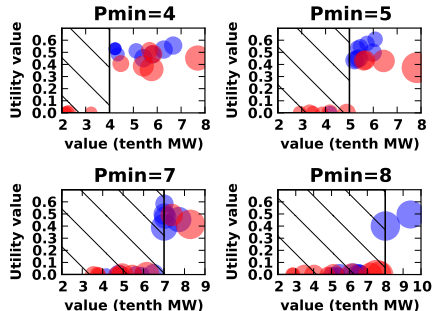 Pmin=4
Pmin=5
Utility value
0.6
0.5
0.4
0.3
0.2
0.1
0.0
2 3 4 5 6 7 8
value (tenth MW)
Utility value
0.6
0.5
0.4
0.3
0.2
0.1
0.0
2 3 4 5 6 7 8
value (tenth MW)
Pmin=7
Pmin=8
Utility value
0.6
0.5
0.4
0.3
0.2
0.1
0.0
2 3 4 5 6 7 8 9
value (tenth MW)
Utility value
0.6
0.5
0.4
0.3
0.2
0.1
0.0
2 3 4 5 6 7 8 9 10
value (tenth MW)